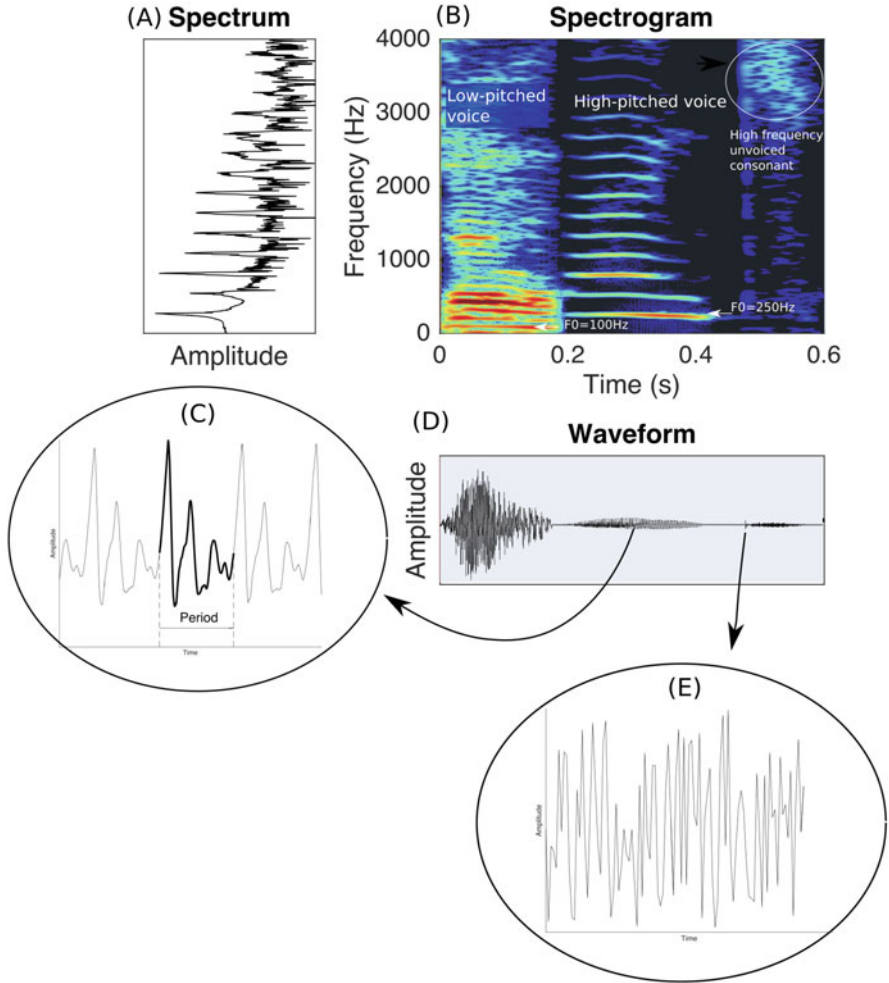 (A) Spectrum
Amplitude
(B) Spectrogram
4000
3000
2000
1000
0
Frequency (Hz)
Low-pitched
voice
High-pitched voice
High frequency
unvoiced
consonant
F0=100Hz
F0=250Hz
0 0.2 0.4 0.6
Time (s)
(C)
Amplitude
Period
Time
(D) Waveform
Amplitude
(E)
Amplitude
Time